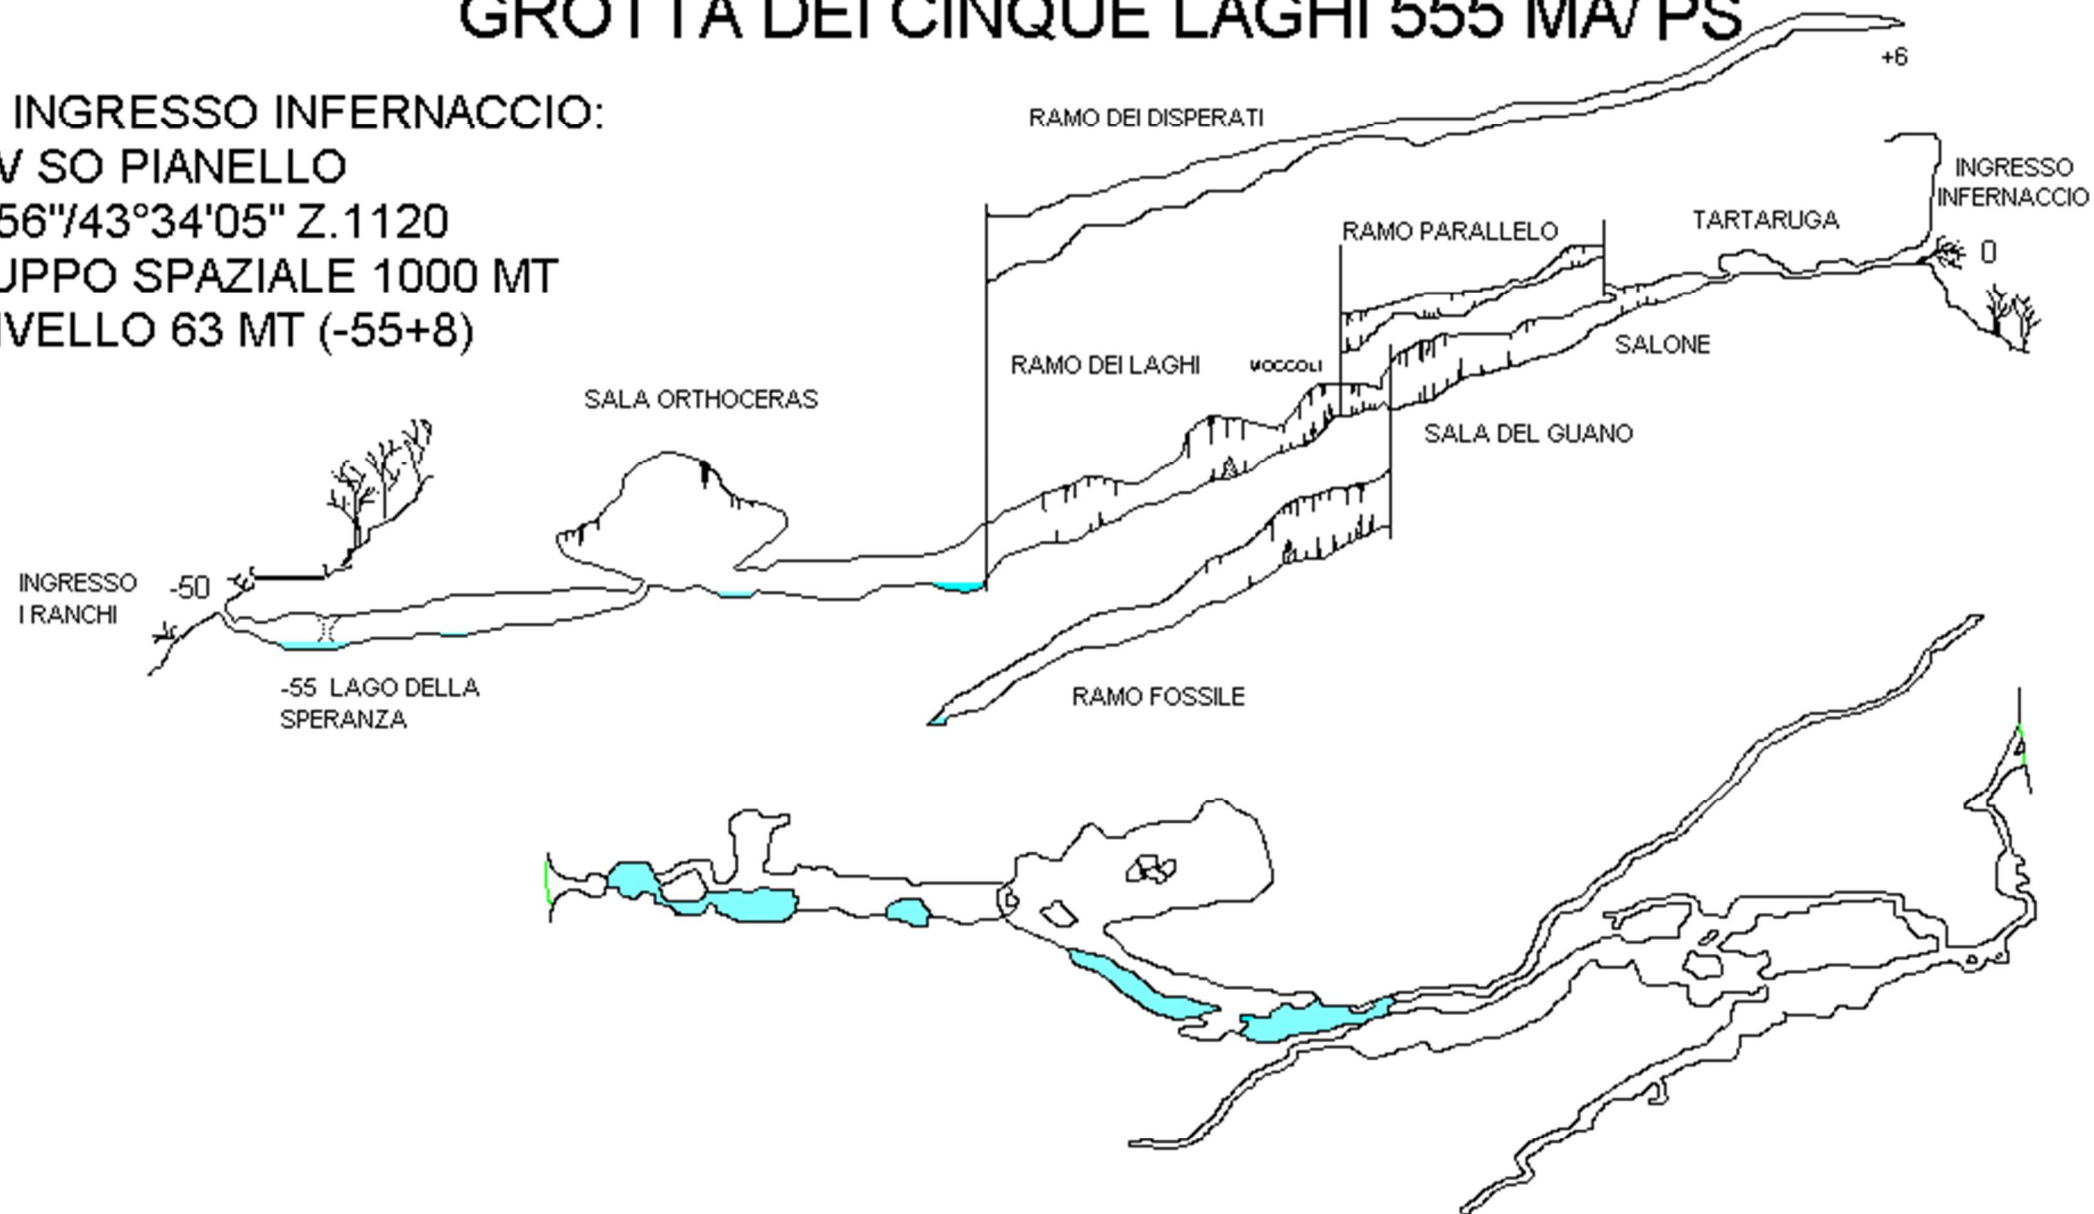 GROTTA DEI CINQUE LAGHI 555 MA/PS
INGRESSO INFERNACCIO:
V SO PIANELLO
56"/43°34'05" Z.1120
UPPO SPAZIALE 1000 MT
IVELLO 63 MT (-55+8)
+6
RAMO DEI DISPERATI
INGRESSO
INFERNACCIO
0
TARTARUGA
RAMO PARALLELO
SALONE
RAMO DEI LAGHI
MOCCOLI
SALA ORTHOCERAS
SALA DEL GUANO
INGRESSO
I RANCHI
-50
-55 LAGO DELLA
SPERANZA
RAMO FOSSILE